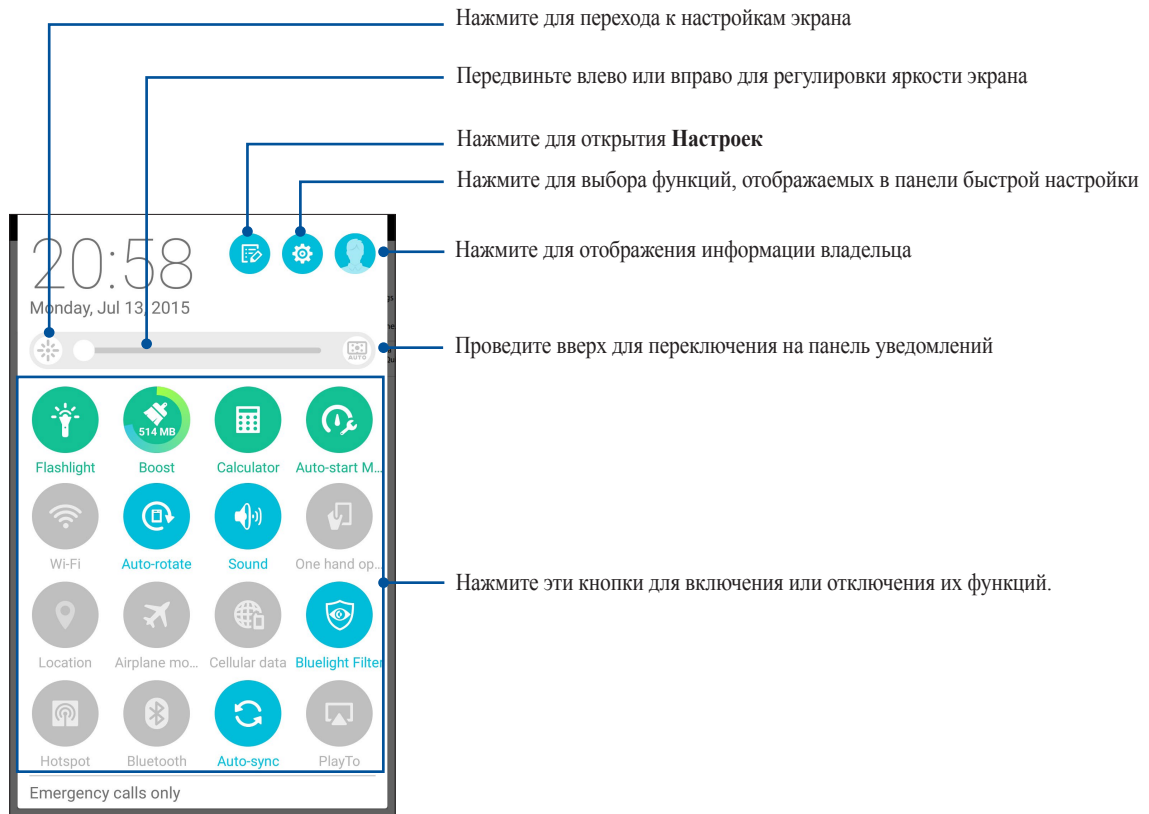 Нажмите для перехода к настройкам экрана
Передвиньте влево или вправо для регулировки яркости экрана
Нажмите для открытия Настроек
Нажмите для выбора функций, отображаемых в панели быстрой настройки
Нажмите для отображения информации владельца
Проведите вверх для переключения на панель уведомлений
Нажмите эти кнопки для включения или отключения их функций.
20:58
Monday, Jul 13, 2015
AUTO
514 MB
Flashlight Boost Calculator Auto-start M...
Wi-Fi Auto-rotate Sound One hand op...
Location Airplane mo... Cellular data Bluelight Filter
Hotspot Bluetooth Auto-sync PlayTo
Emergency calls only